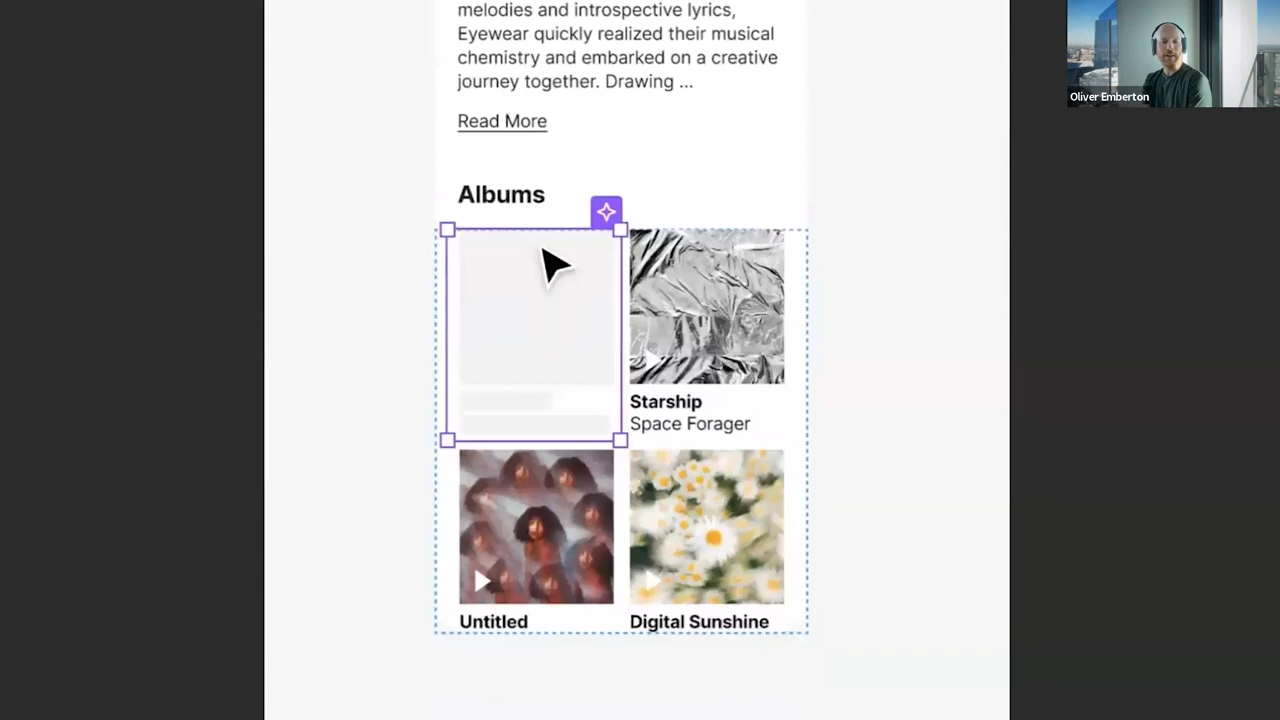 melodies and introspective lyrics,
Eyewear quickly realized their musical
chemistry and embarked on a creative
journey together. Drawing ...
Read More
Albums
Starship
Space Forager
Untitled
Digital Sunshine
Oliver Emberton